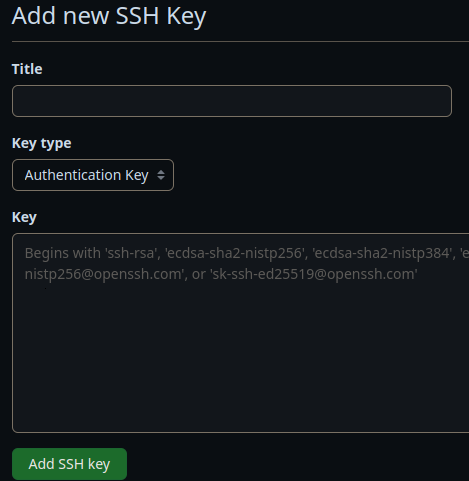 Add new SSH Key
Title
Key type
Authentication Key
Key
Begins with 'ssh-rsa', 'ecdsa-sha2-nistp256', 'ecdsa-sha2-nistp384', 'e
nistp256@openssh.com', or 'sk-ssh-ed25519@openssh.com'
Add SSH key